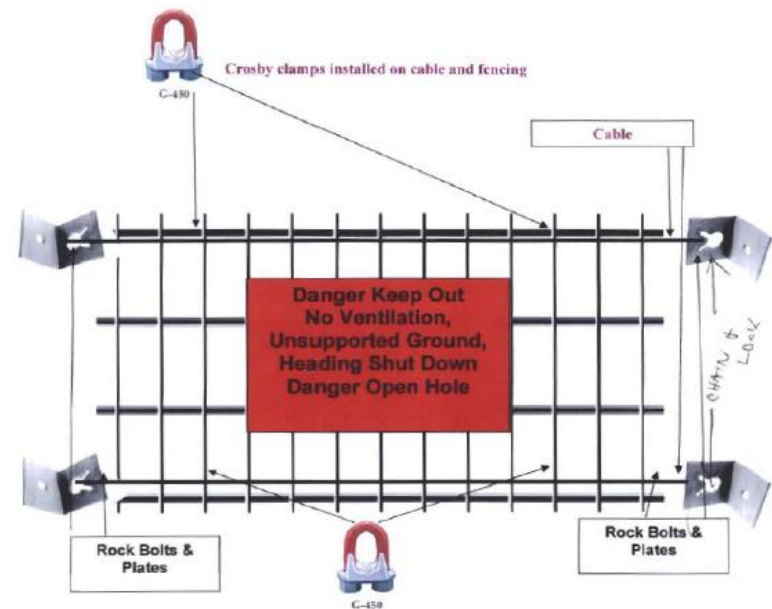 Crosby clamps installed on cable and fencing
G-450
Cable
Danger Keep Out
No Ventilation,
Unsupported Ground,
Heading Shut Down
Danger Open Hole
CHAIN &
LOCK
Rock Bolts &
Plates
Rock Bolts &
Plates
G-450